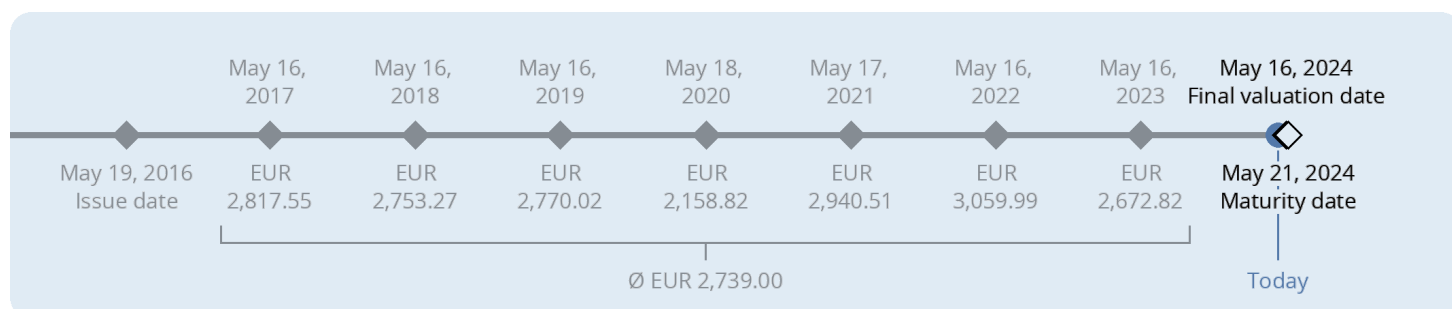 May 16,
2017
May 16,
2018
May 16,
2019
May 18,
2020
May 17,
2021
May 16,
2022
May 16,
2023
May 16, 2024
Final valuation date
May 19, 2016
Issue date
EUR
2,817.55
EUR
2,753.27
EUR
2,770.02
EUR
2,158.82
EUR
2,940.51
EUR
3,059.99
EUR
2,672.82
May 21, 2024
Maturity date
Ø EUR 2,739.00
Today